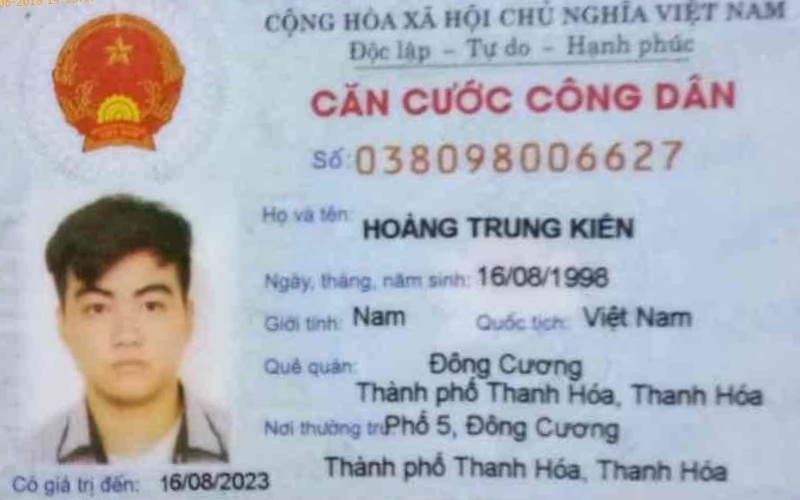 CỘNG HÒA XÃ HỘI CHỦ NGHĨA VIỆT NAM
Độc lập – Tự do – Hạnh phúc
CĂN CƯỚC CÔNG DÂN
Số: 038098006627
Họ và tên: HOÀNG TRUNG KIÊN
Ngày, tháng, năm sinh: 16/08/1998
Giới tính: Nam Quốc tịch: Việt Nam
Quê quán: Đông Cương
Thành phố Thanh Hóa, Thanh Hóa
Nơi thường trú: Phố 5, Đông Cương
Thành phố Thanh Hóa, Thanh Hóa
Có giá trị đến: 16/08/2023